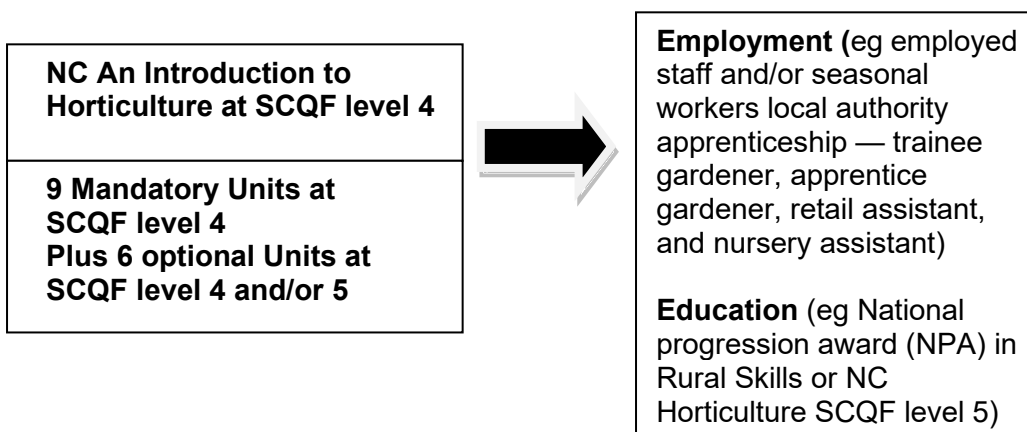 NC An Introduction to
Horticulture at SCQF level 4
9 Mandatory Units at
SCQF level 4
Plus 6 optional Units at
SCQF level 4 and/or 5
Employment (eg employed
staff and/or seasonal
workers local authority
apprenticeship — trainee
gardener, apprentice
gardener, retail assistant,
and nursery assistant)
Education (eg National
progression award (NPA) in
Rural Skills or NC
Horticulture SCQF level 5)